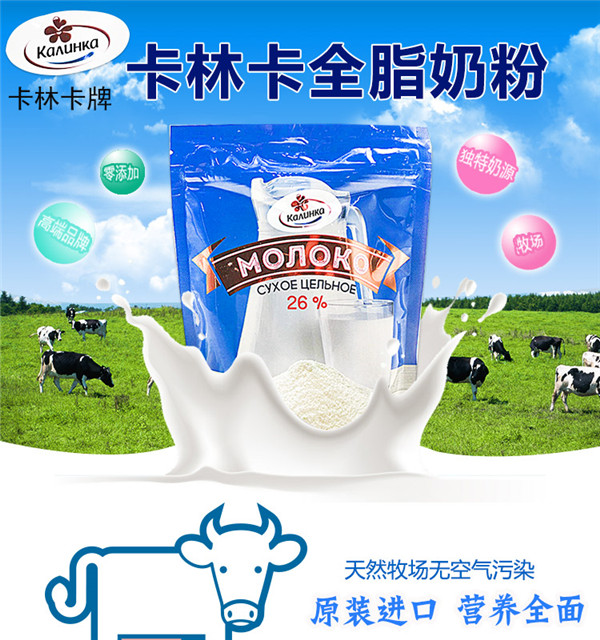 Калинка
卡林卡牌
卡林卡全脂奶粉
零添加
高端品牌
独特奶源
牧场
Калинка
МОЛОКО
СУХОЕ ЦЕЛЬНОЕ
26 %
天然牧场无空气污染
原装进口 营养全面